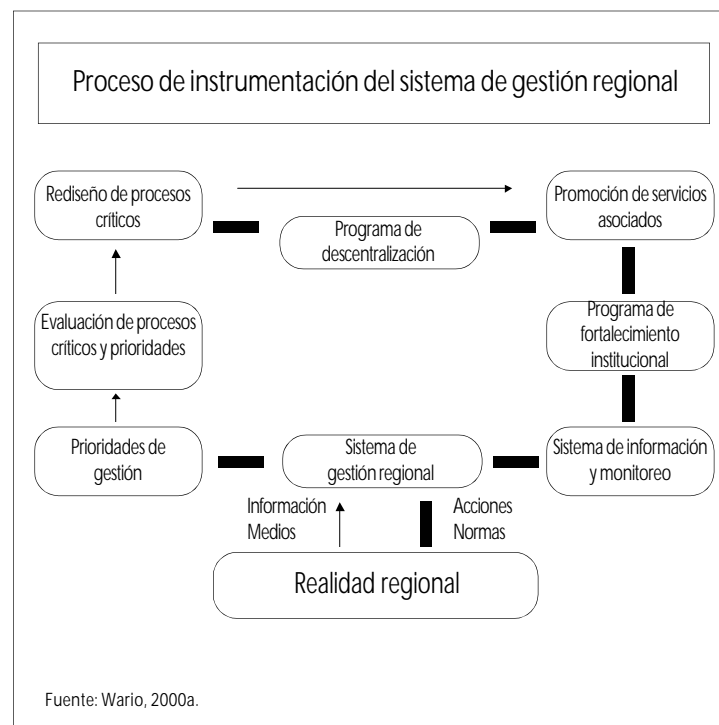 Proceso de instrumentación del sistema de gestión regional
Rediseño de procesos
críticos
Programa de
descentralización
Promoción de servicios
asociados
Evaluación de procesos
críticos y prioridades
Programa de
fortalecimiento
institucional
Prioridades de
gestión
Sistema de
gestión regional
Sistema de información
y monitoreo
Información
Medios
Acciones
Normas
Realidad regional
Fuente: Wario, 2000a.